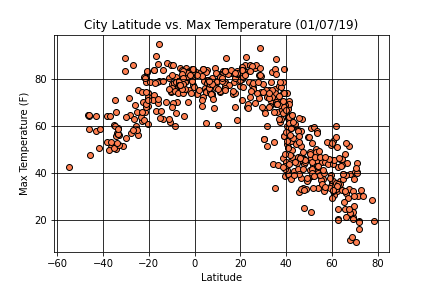 City Latitude vs. Max Temperature (01/07/19)
Max Temperature (F)
80
60
40
20
−60 −40 −20 0 20 40 60 80
Latitude